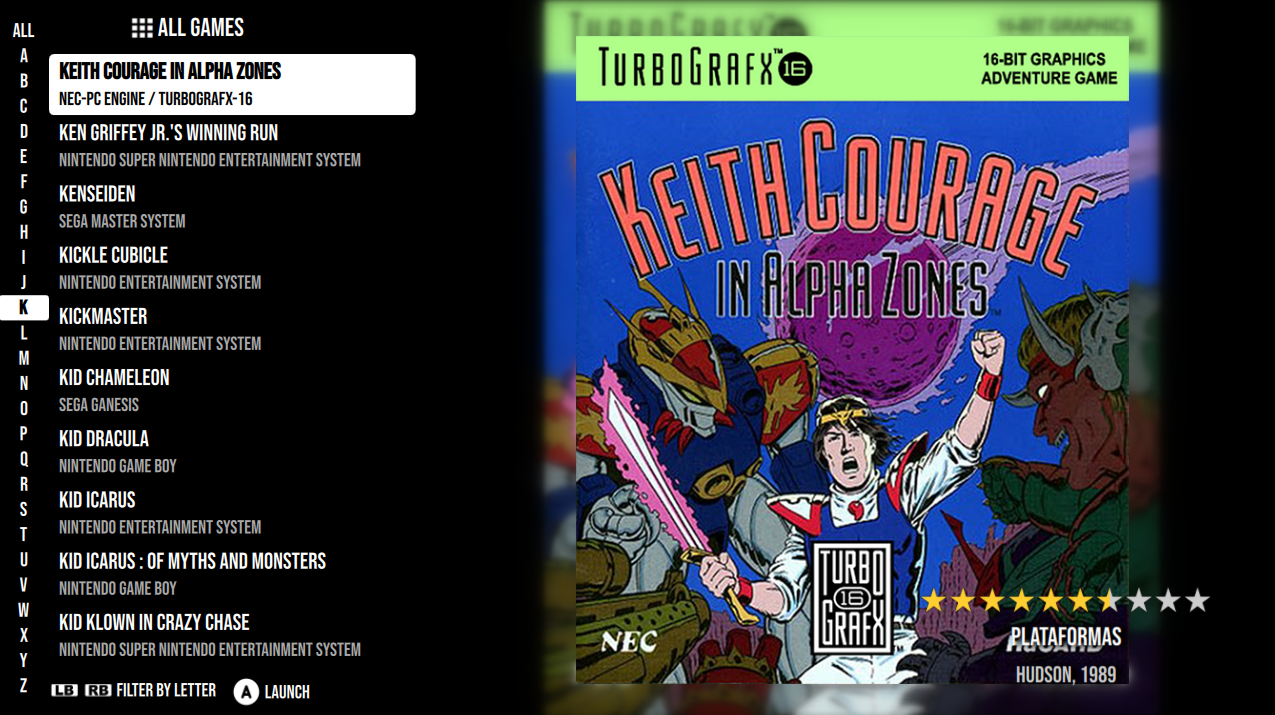 ALL
A
B
C
D
E
F
G
H
I
J
K
L
M
N
O
P
Q
R
S
T
U
V
W
X
Y
Z
ALL GAMES
KEITH COURAGE IN ALPHA ZONES
NEC-PC ENGINE / TURBOGRAFX-16
KEN GRIFFEY JR.'S WINNING RUN
NINTENDO SUPER NINTENDO ENTERTAINMENT SYSTEM
KENSEIDEN
SEGA MASTER SYSTEM
KICKLE CUBICLE
NINTENDO ENTERTAINMENT SYSTEM
KICKMASTER
NINTENDO ENTERTAINMENT SYSTEM
KID CHAMELEON
SEGA GANESIS
KID DRACULA
NINTENDO GAME BOY
KID ICARUS
NINTENDO ENTERTAINMENT SYSTEM
KID ICARUS : OF MYTHS AND MONSTERS
NINTENDO GAME BOY
KID KLOWN IN CRAZY CHASE
NINTENDO SUPER NINTENDO ENTERTAINMENT SYSTEM
LB RB FILTER BY LETTER A LAUNCH
TURBOGRAFX™ 16
16-BIT GRAPHICS
ADVENTURE GAME
KEITH COURAGE
IN ALPHA ZONES™
TURBO
16
GRAFX™
NEC
PLATAFORMAS
HUDSON, 1989